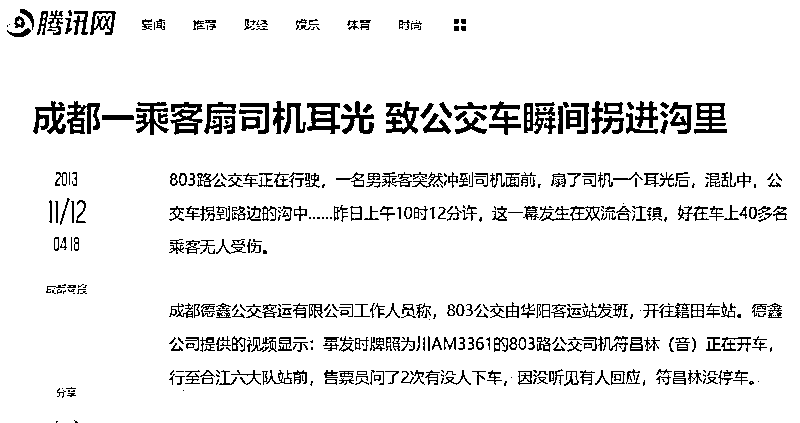 腾讯网 要闻 推荐 财经 娱乐 体育 时尚
成都一乘客扇司机耳光 致公交车瞬间拐进沟里
2013
11/12
0418
成都商报
分享
803路公交车正在行驶，一名男乘客突然冲到司机面前，扇了司机一个耳光后，混乱中，公
交车拐到路边的沟中......昨日上午10时12分许，这一幕发生在双流合江镇，好在车上40多名
乘客无人受伤。
成都德鑫公交客运有限公司工作人员称，803公交由华阳客运站发班，开往籍田车站。德鑫
公司提供的视频显示：事发时牌照为川AM3361的803路公交司机符昌林（音）正在开车，
行至合江六大队站前，售票员问了2次有没人下车，因没听见有人回应，符昌林没停车。